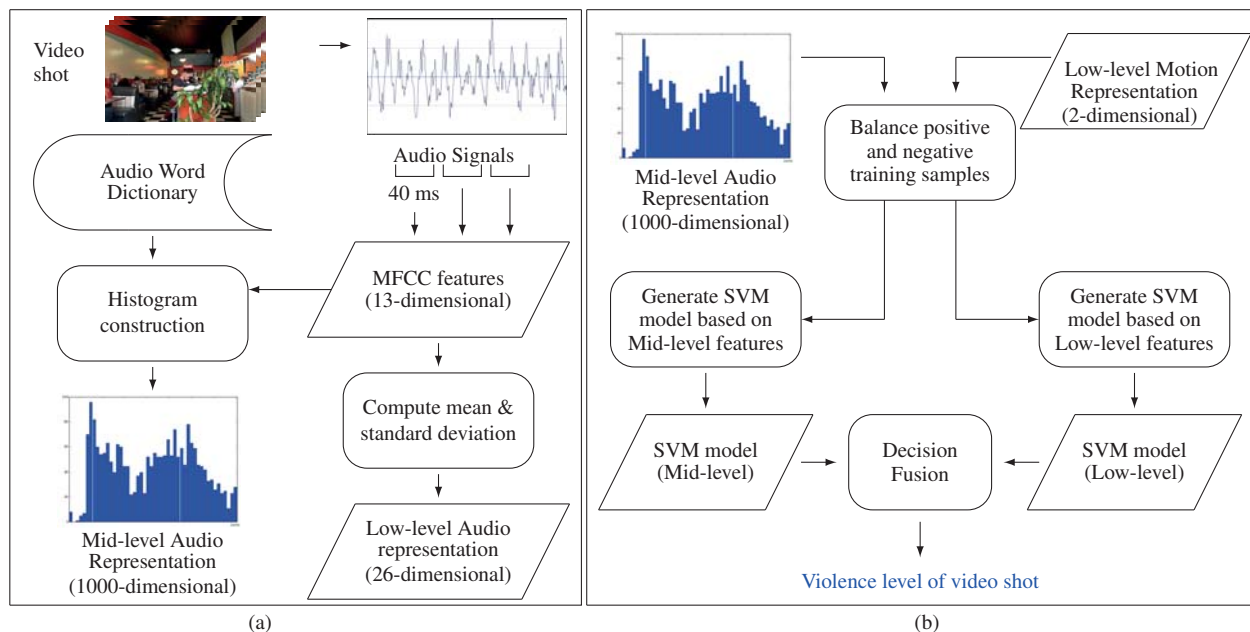 Video
shot
Audio Signals
40 ms
Audio Word
Dictionary
MFCC features
(13-dimensional)
Histogram
construction
Compute mean &
standard deviation
Mid-level Audio
Representation
(1000-dimensional)
Low-level Audio
representation
(26-dimensional)
(a)
Mid-level Audio
Representation
(1000-dimensional)
Low-level Motion
Representation
(2-dimensional)
Balance positive
and negative
training samples
Generate SVM
model based on
Mid-level features
Generate SVM
model based on
Low-level features
SVM model
(Mid-level)
Decision
Fusion
SVM model
(Low-level)
Violence level of video shot
(b)